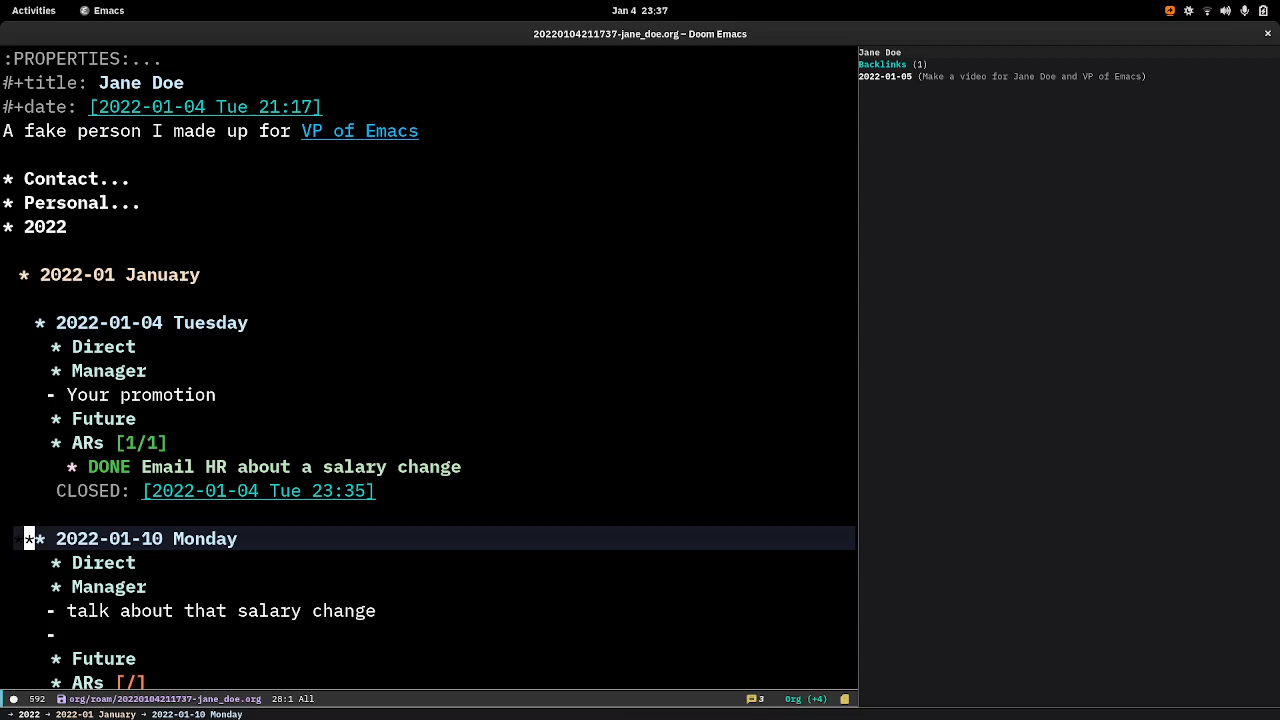 Activities Emacs Jan 4 23:37
20220104211737-jane_doe.org – Doom Emacs ×
:PROPERTIES:...
#+title: Jane Doe
#+date: [2022-01-04 Tue 21:17]
A fake person I made up for VP of Emacs
* Contact...
* Personal...
* 2022
* 2022-01 January
* 2022-01-04 Tuesday
* Direct
* Manager
- Your promotion
* Future
* ARs [1/1]
* DONE Email HR about a salary change
CLOSED: [2022-01-04 Tue 23:35]
*** 2022-01-10 Monday
* Direct
* Manager
- talk about that salary change
-
* Future
* ARs [/]
Jane Doe
Backlinks (1)
2022-01-05 (Make a video for Jane Doe and VP of Emacs)
592 org/roam/20220104211737-jane_doe.org 28:1 All 3 Org (+4)
→ 2022 → 2022-01 January → 2022-01-10 Monday